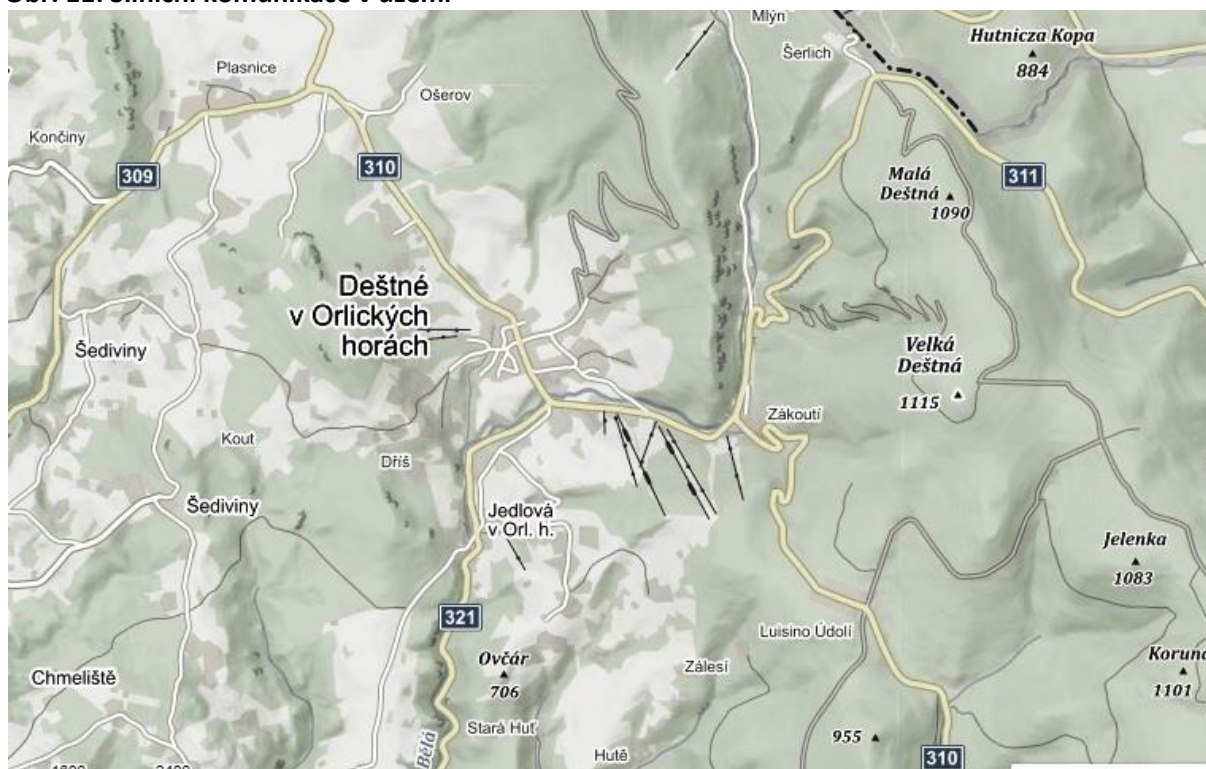 Mlýn
Hutnicza Kopa
884
Šerlich
Plasnice
Ošerov
Končiny
309
310
311
Malá
Deštná
1090
Deštné
v Orlických
horách
Šediviny
Velká
Deštná
1115
Zákoutí
Kout
Dříš
Šediviny
Jedlová
v Orl. h.
Jelenka
1083
321
Luisino Údolí
Ovčár
706
Zálesí
Koruna
1101
Chmeliště
Stará Huť
Bělá
Hutě
955
310